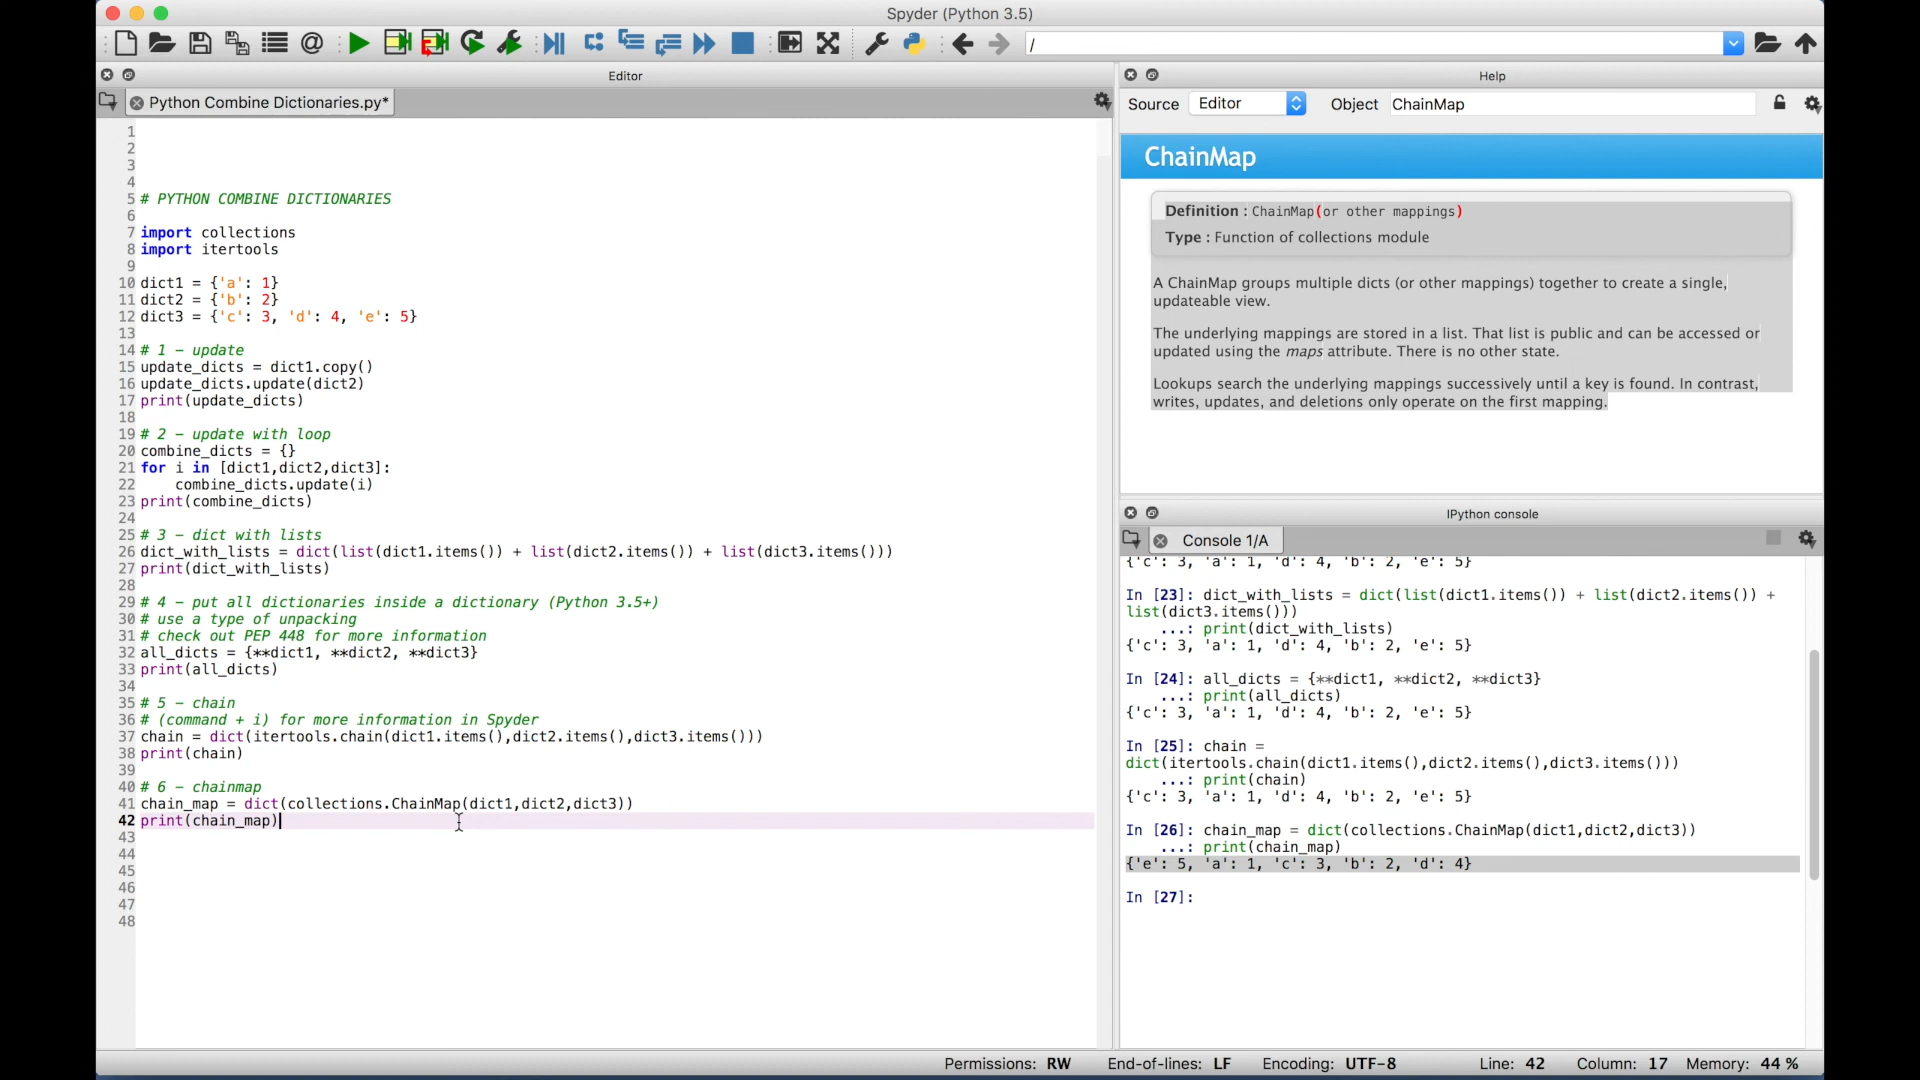 Spyder (Python 3.5)
/
Editor
Python Combine Dictionaries.py*
1
2
3
4
5 # PYTHON COMBINE DICTIONARIES
6
7 import collections
8 import itertools
9
10 dict1 = {'a': 1}
11 dict2 = {'b': 2}
12 dict3 = {'c': 3, 'd': 4, 'e': 5}
13
14 # 1 – update
15 update_dicts = dict1.copy()
16 update_dicts.update(dict2)
17 print(update_dicts)
18
19 # 2 – update with loop
20 combine_dicts = {}
21 for i in [dict1,dict2,dict3]:
22     combine_dicts.update(i)
23 print(combine_dicts)
24
25 # 3 – dict with lists
26 dict_with_lists = dict(list(dict1.items()) + list(dict2.items()) + list(dict3.items()))
27 print(dict_with_lists)
28
29 # 4 – put all dictionaries inside a dictionary (Python 3.5+)
30 # use a type of unpacking
31 # check out PEP 448 for more information
32 all_dicts = {**dict1, **dict2, **dict3}
33 print(all_dicts)
34
35 # 5 – chain
36 # (command + i) for more information in Spyder
37 chain = dict(itertools.chain(dict1.items(),dict2.items(),dict3.items()))
38 print(chain)
39
40 # 6 – chainmap
41 chain_map = dict(collections.ChainMap(dict1,dict2,dict3))
42 print(chain_map)
43
44
45
46
47
48
Help
Source Editor Object ChainMap
ChainMap
Definition : ChainMap(or other mappings)
Type : Function of collections module
A ChainMap groups multiple dicts (or other mappings) together to create a single,
updateable view.
The underlying mappings are stored in a list. That list is public and can be accessed or
updated using the maps attribute. There is no other state.
Lookups search the underlying mappings successively until a key is found. In contrast,
writes, updates, and deletions only operate on the first mapping.
IPython console
Console 1/A
{'c': 3, 'a': 1, 'd': 4, 'b': 2, 'e': 5}
In [23]: dict_with_lists = dict(list(dict1.items()) + list(dict2.items()) +
list(dict3.items()))
...: print(dict_with_lists)
{'c': 3, 'a': 1, 'd': 4, 'b': 2, 'e': 5}
In [24]: all_dicts = {**dict1, **dict2, **dict3}
...: print(all_dicts)
{'c': 3, 'a': 1, 'd': 4, 'b': 2, 'e': 5}
In [25]: chain =
dict(itertools.chain(dict1.items(),dict2.items(),dict3.items()))
...: print(chain)
{'c': 3, 'a': 1, 'd': 4, 'b': 2, 'e': 5}
In [26]: chain_map = dict(collections.ChainMap(dict1,dict2,dict3))
...: print(chain_map)
{'e': 5, 'a': 1, 'c': 3, 'b': 2, 'd': 4}
In [27]:
Permissions: RW End-of-lines: LF Encoding: UTF-8 Line: 42 Column: 17 Memory: 44 %